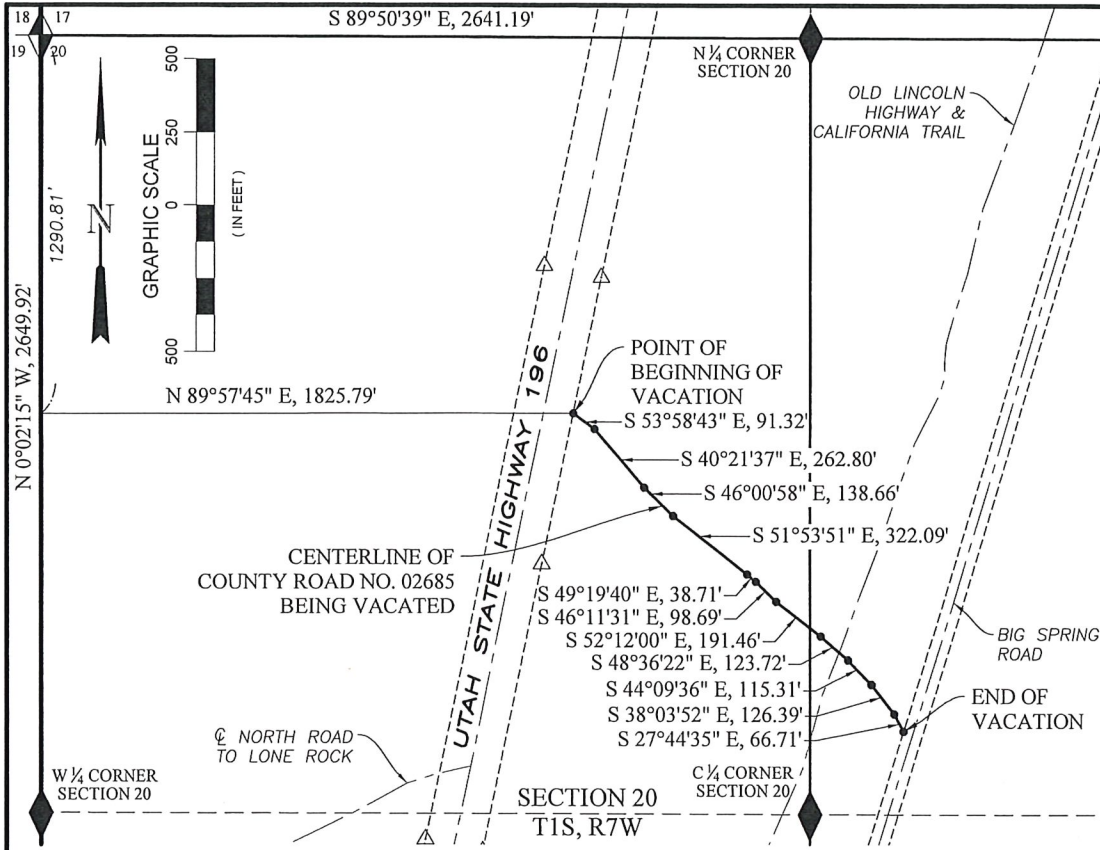 18 17
19 20
S 89°50'39" E, 2641.19'
N ¼ CORNER
SECTION 20
OLD LINCOLN
HIGHWAY &
CALIFORNIA TRAIL
500
250
0
500
GRAPHIC SCALE
( IN FEET )
N
1290.81'
N 0°02'15" W, 2649.92'
N 89°57'45" E, 1825.79'
UTAH STATE HIGHWAY 196
POINT OF
BEGINNING OF
VACATION
S 53°58'43" E, 91.32'
S 40°21'37" E, 262.80'
S 46°00'58" E, 138.66'
S 51°53'51" E, 322.09'
CENTERLINE OF
COUNTY ROAD NO. 02685
BEING VACATED
S 49°19'40" E, 38.71'
S 46°11'31" E, 98.69'
S 52°12'00" E, 191.46'
S 48°36'22" E, 123.72'
S 44°09'36" E, 115.31'
S 38°03'52" E, 126.39'
S 27°44'35" E, 66.71'
BIG SPRING
ROAD
END OF
VACATION
℄ NORTH ROAD
TO LONE ROCK
W ¼ CORNER
SECTION 20
C ¼ CORNER
SECTION 20
SECTION 20
T1S, R7W